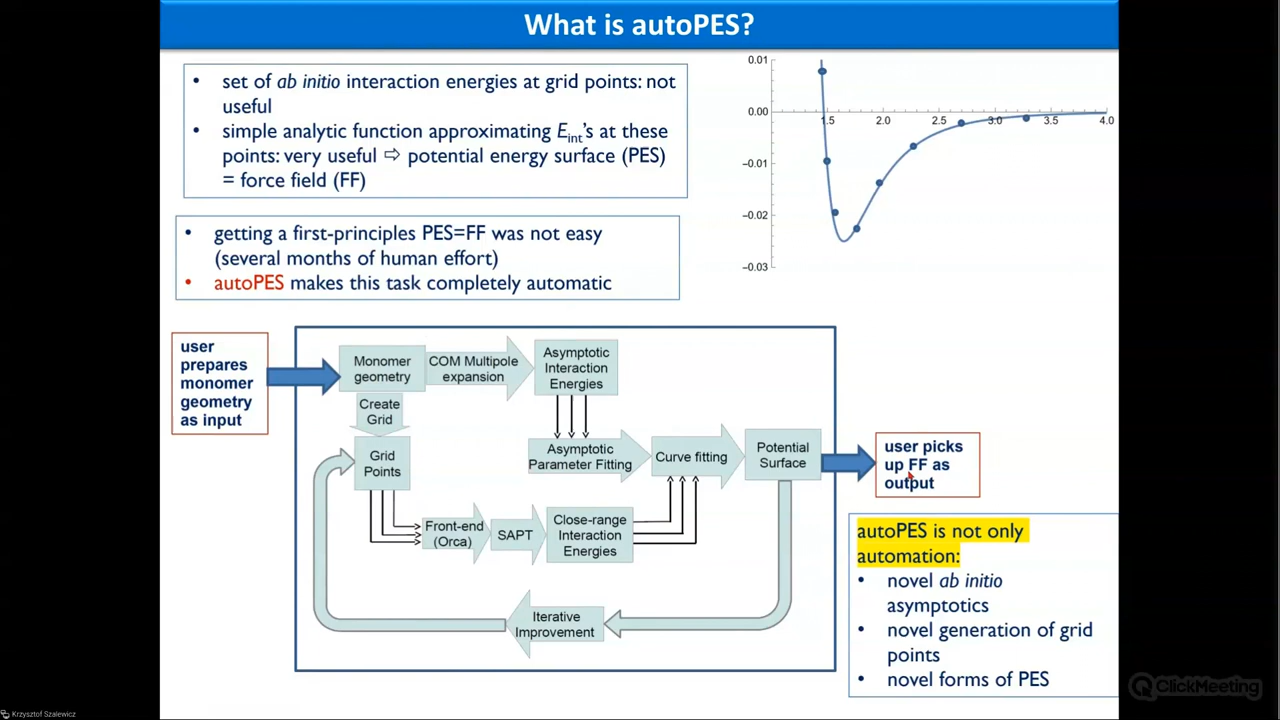 What is autoPES?
• set of ab initio interaction energies at grid points: not
useful
• simple analytic function approximating Eint's at these
points: very useful ⇨ potential energy surface (PES)
= force field (FF)
0.01
0.00
-0.01
-0.02
-0.03
1.5 2.0 2.5 3.0 3.5 4.0
• getting a first-principles PES=FF was not easy
(several months of human effort)
• autoPES makes this task completely automatic
user
prepares
monomer
geometry
as input
Monomer
geometry
COM Multipole
expansion
Asymptotic
Interaction
Energies
Create
Grid
Grid
Points
Asymptotic
Parameter Fitting
Curve fitting
Potential
Surface
Front-end
(Orca)
SAPT
Close-range
Interaction
Energies
Iterative
Improvement
user picks
up FF as
output
autoPES is not only
automation:
• novel ab initio
asymptotics
• novel generation of grid
points
• novel forms of PES
Krzysztof Szalewicz
ClickMeeting